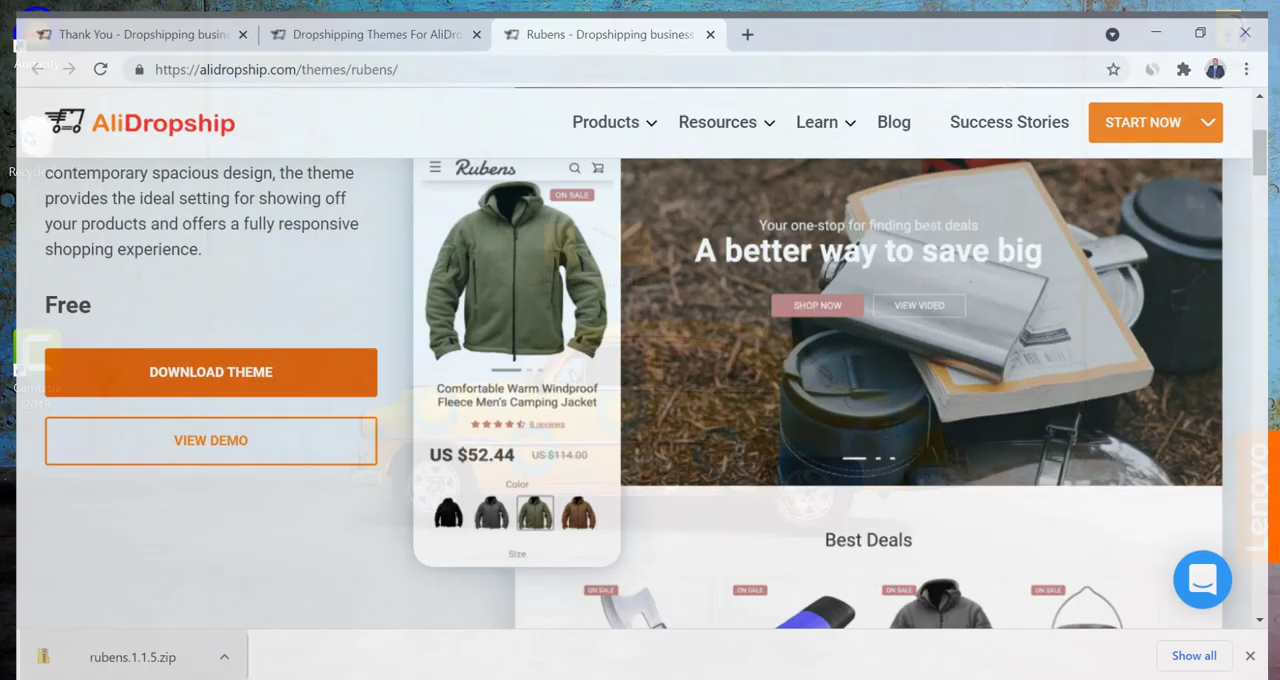 Thank You - Dropshipping busin
Dropshipping Themes For AliDro
Rubens - Dropshipping business
https://alidropship.com/themes/rubens/
AliDropship
Products
Resources
Learn
Blog
Success Stories
START NOW
contemporary spacious design, the theme
provides the ideal setting for showing off
your products and offers a fully responsive
shopping experience.
Free
DOWNLOAD THEME
VIEW DEMO
Rubens
ON SALE
Comfortable Warm Windproof
Fleece Men's Camping Jacket
8 reviews
US $52.44 US $114.00
Color
Size
Your one-stop for finding best deals
A better way to save big
SHOP NOW
VIEW VIDEO
Best Deals
ON SALE
ON SALE
ON SALE
ON SALE
rubens.1.1.5.zip
Show all
Audacity
Camtasia
2019
Lenovo